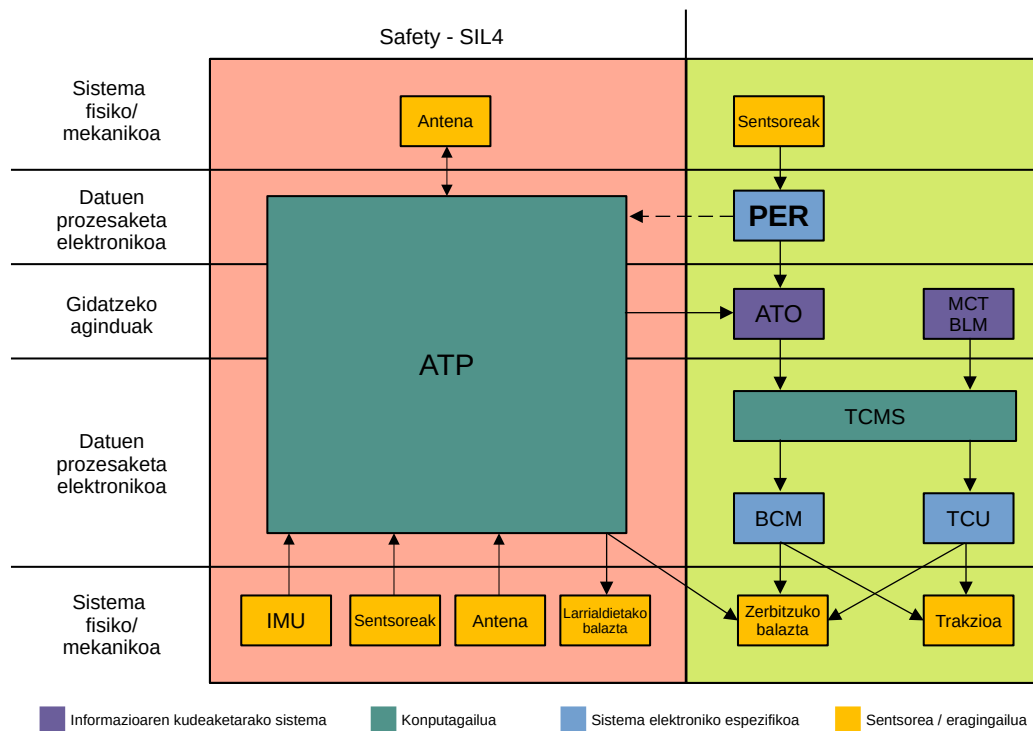 Safety - SIL4
Sistema
fisiko/
mekanikoa
Antena
Sentsoreak
Datuen
prozesaketa
elektronikoa
PER
Gidatzeko
aginduak
ATP
ATO
MCT
BLM
Datuen
prozesaketa
elektronikoa
TCMS
BCM
TCU
Sistema
fisiko/
mekanikoa
IMU
Sentsoreak
Antena
Larrialdietako
balazta
Zerbitzuko
balazta
Trakzioa
Informazioaren kudeaketarako sistema
Konputagailua
Sistema elektroniko espezifikoa
Sentsorea / eragingailua